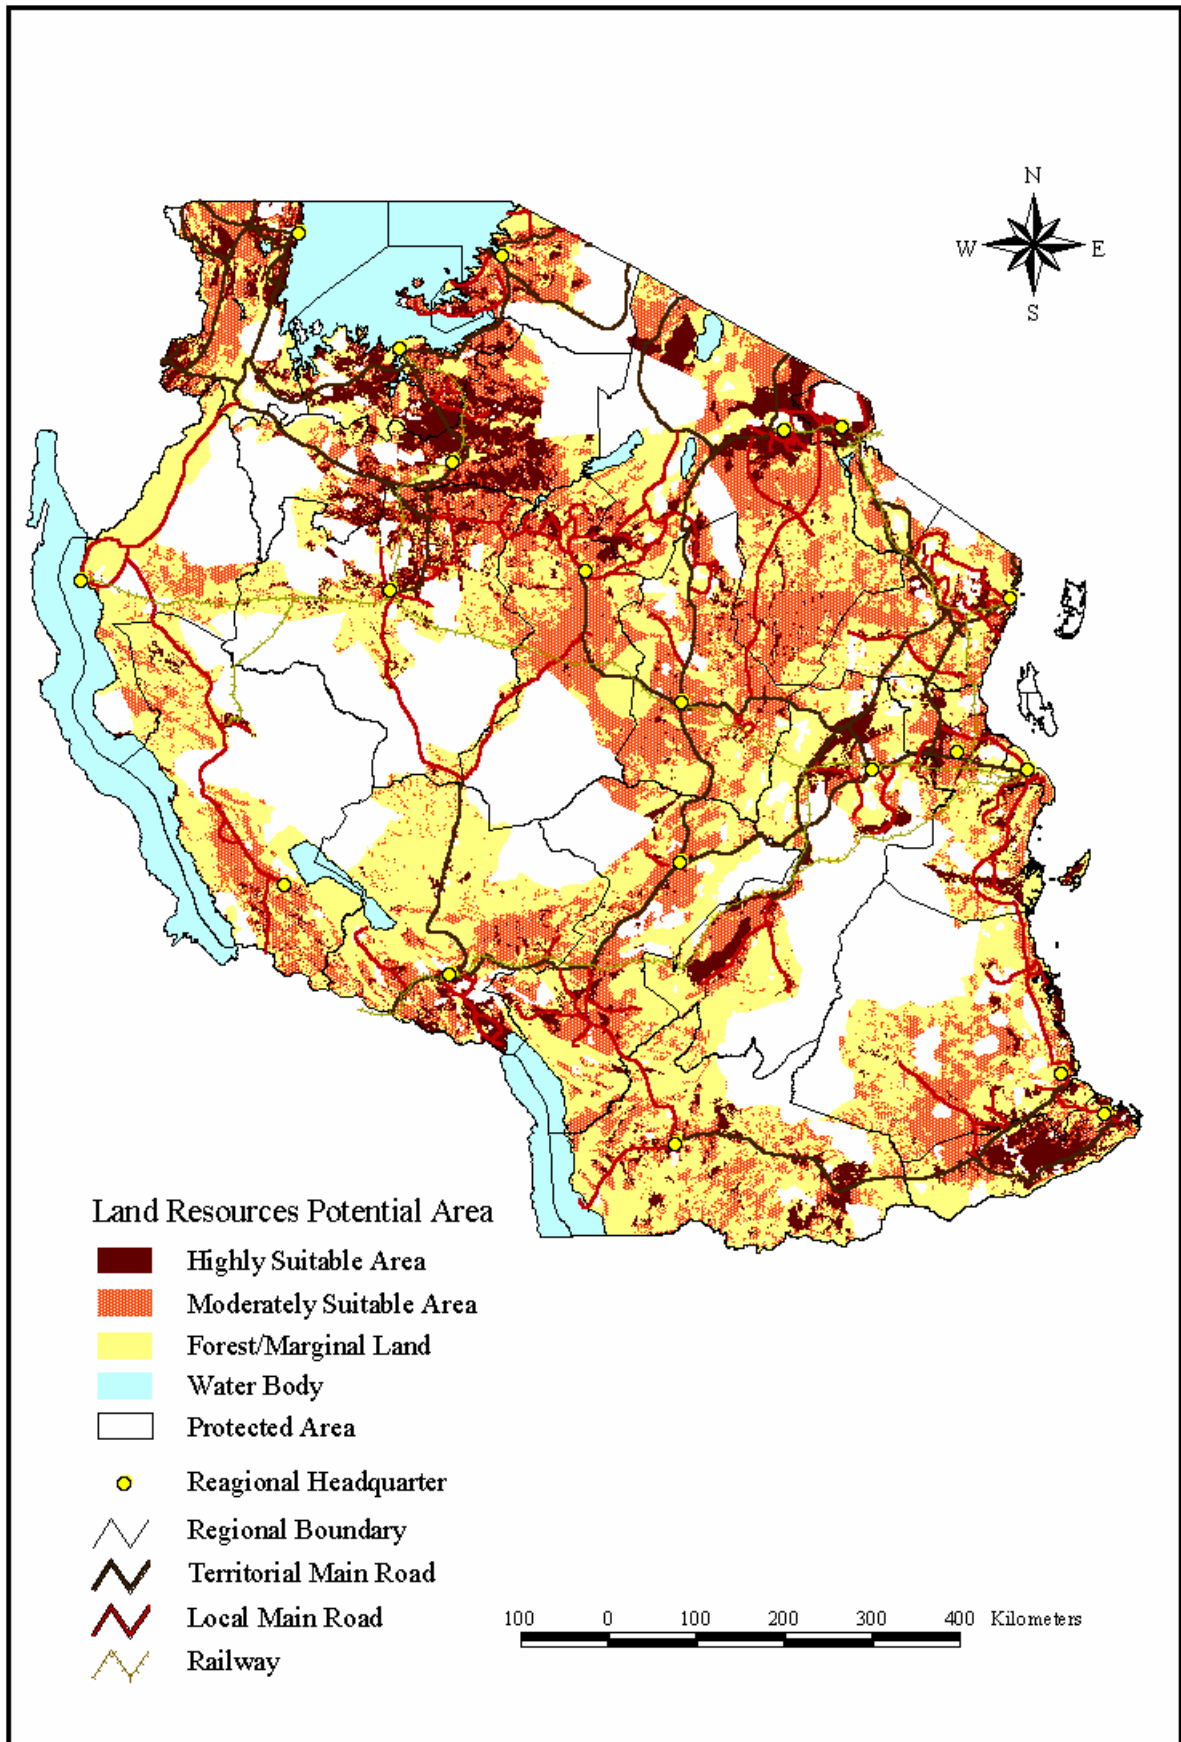 N
W E
S
Land Resources Potential Area
Highly Suitable Area
Moderately Suitable Area
Forest/Marginal Land
Water Body
Protected Area
Reagional Headquarter
Regional Boundary
Territorial Main Road
Local Main Road
Railway
100 0 100 200 300 400 Kilometers